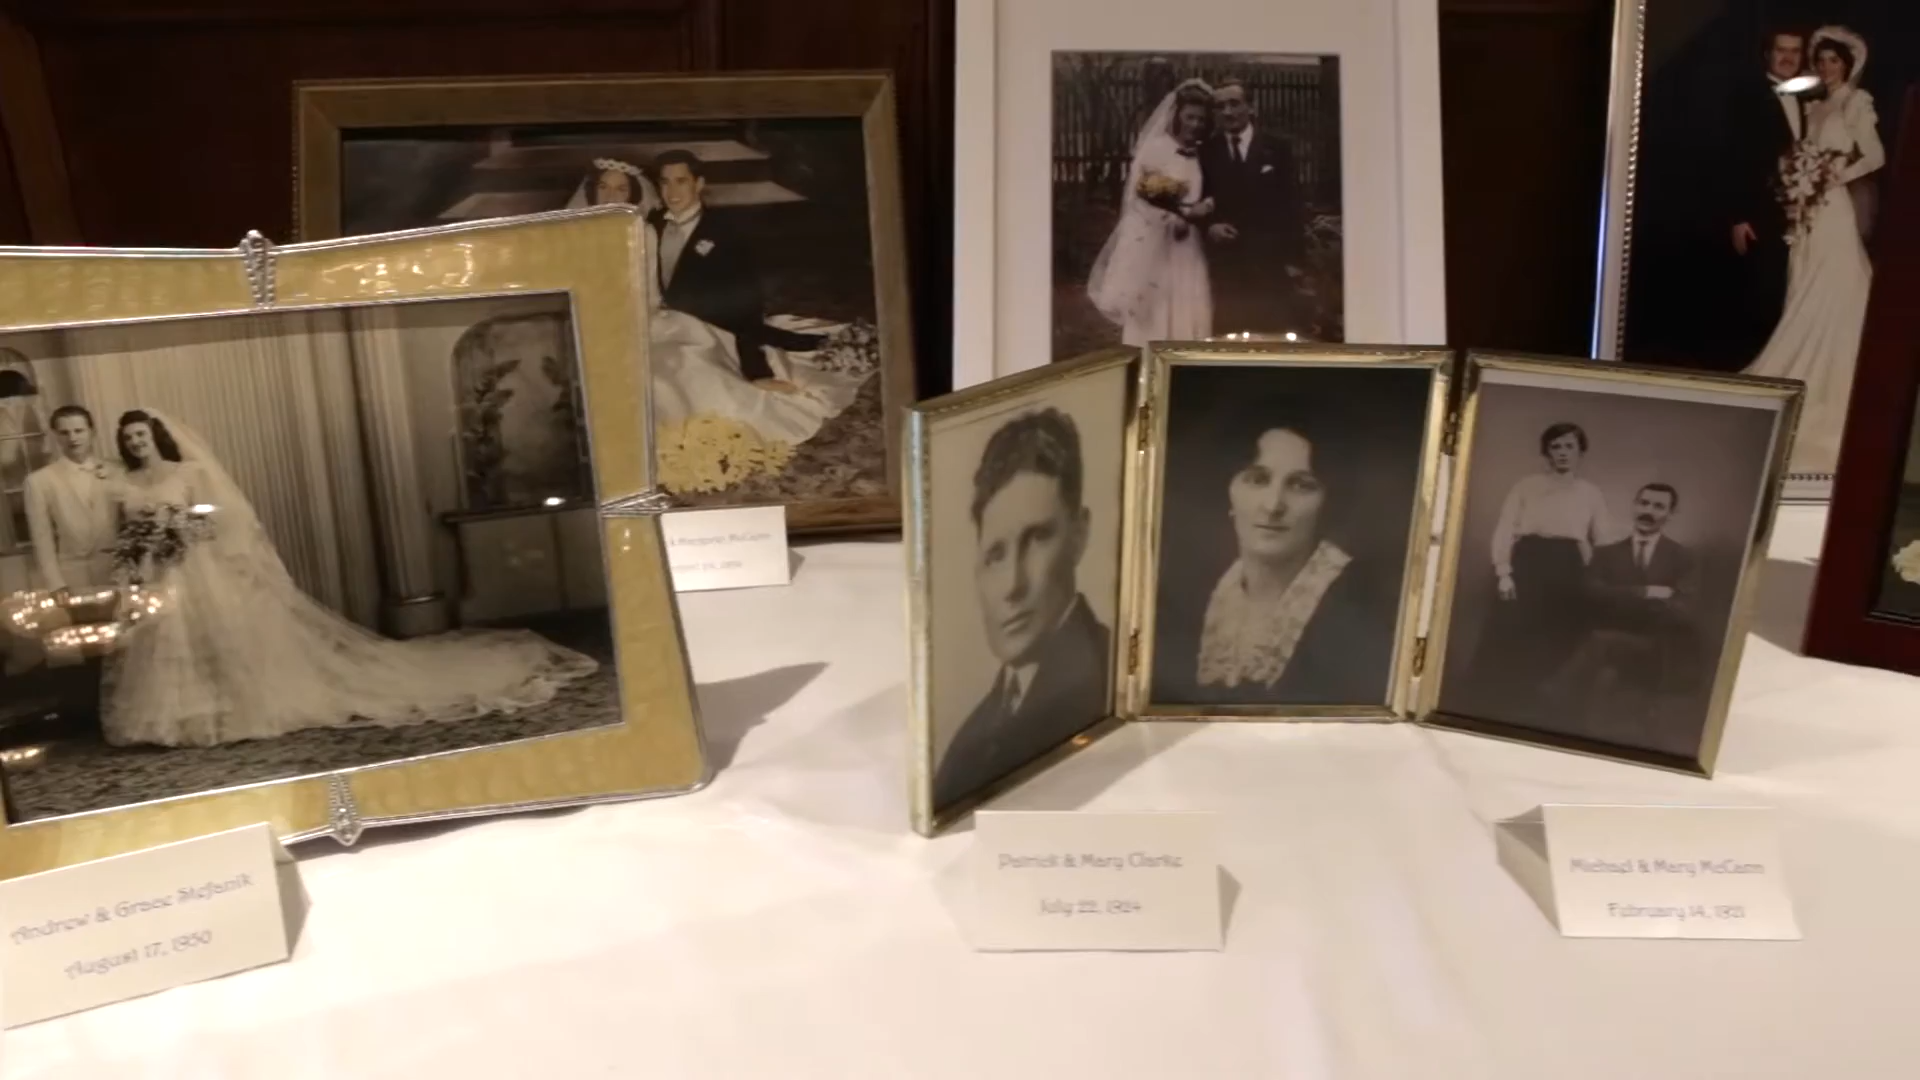 Andrew & Grace Stefanik
August 17, 1950
Margaret McCann
Patrick & Mary Clarke
July 22, 1924
Michael & Mary McCann
February 14, 1921